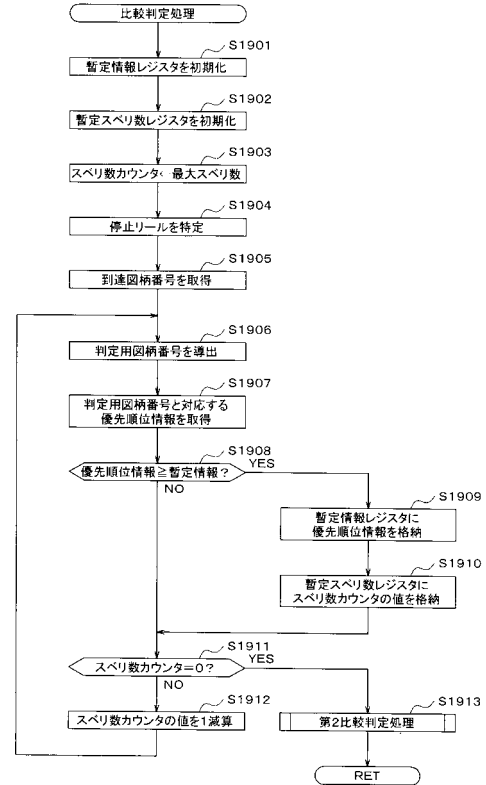 比較判定処理
S1901
暫定情報レジスタを初期化
S1902
暫定スベリ数レジスタを初期化
S1903
スベリ数カウンタ←最大スベリ数
S1904
停止リールを特定
S1905
到達図柄番号を取得
S1906
判定用図柄番号を導出
S1907
判定用図柄番号と対応する
優先順位情報を取得
S1908
優先順位情報≧暫定情報？
YES
NO
S1909
暫定情報レジスタに
優先順位情報を格納
S1910
暫定スベリ数レジスタに
スベリ数カウンタの値を格納
S1911
スベリ数カウンタ=0？
YES
NO
S1912
スベリ数カウンタの値を1減算
S1913
第2比較判定処理
RET